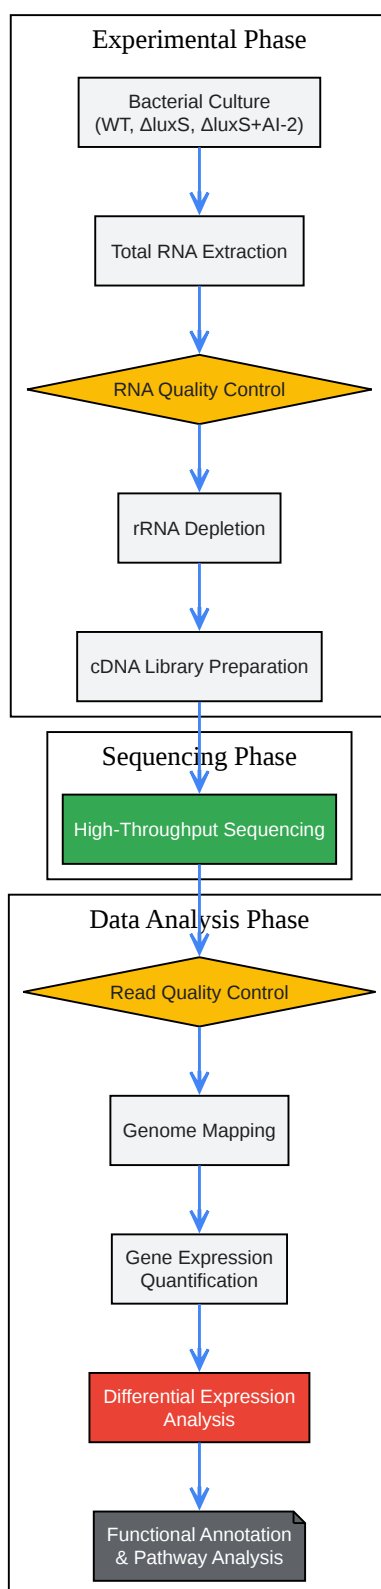 Experimental Phase
Bacterial Culture
(WT, ΔluxS, ΔluxS+AI-2)
Total RNA Extraction
RNA Quality Control
rRNA Depletion
cDNA Library Preparation
Sequencing Phase
High-Throughput Sequencing
Data Analysis Phase
Read Quality Control
Genome Mapping
Gene Expression
Quantification
Differential Expression
Analysis
Functional Annotation
& Pathway Analysis